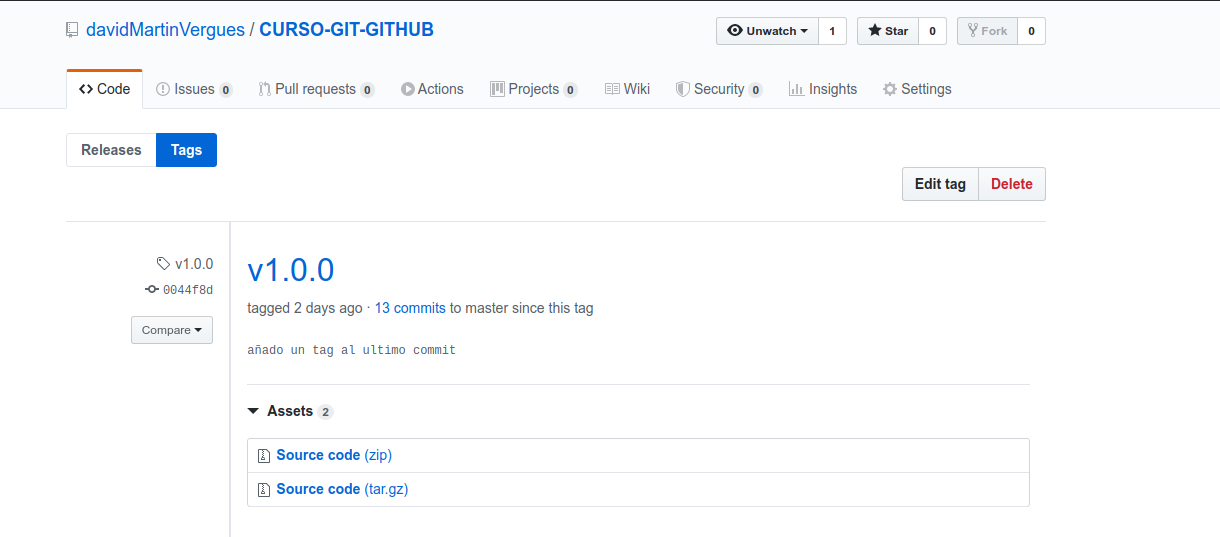 davidMartinVergues / CURSO-GIT-GITHUB
Unwatch 1 Star 0 Fork 0
Code Issues 0 Pull requests 0 Actions Projects 0 Wiki Security 0 Insights Settings
Releases Tags
Edit tag Delete
v1.0.0
0044f8d
Compare
v1.0.0
tagged 2 days ago · 13 commits to master since this tag
añado un tag al ultimo commit
Assets 2
Source code (zip)
Source code (tar.gz)